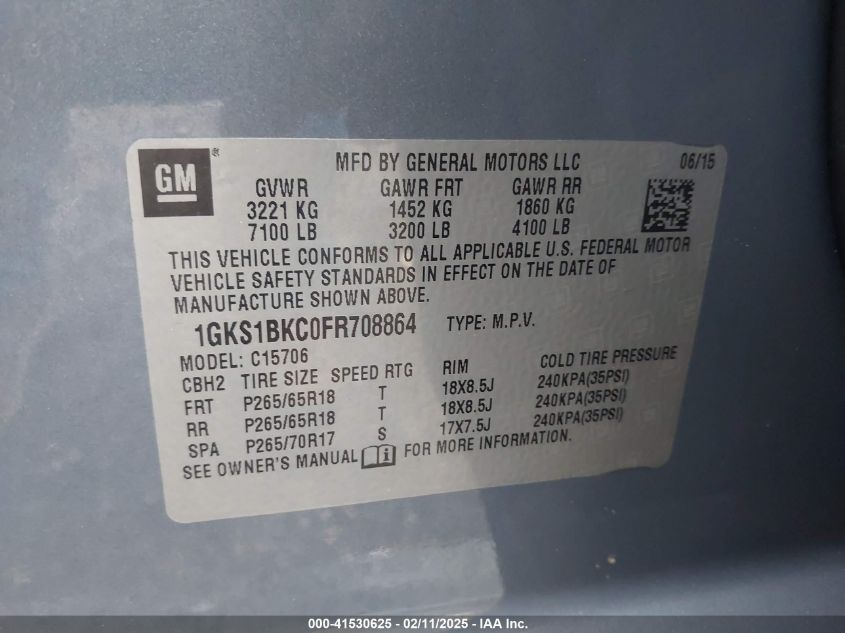 GM®
MFD BY GENERAL MOTORS LLC 06/15
GVWR GAWR FRT GAWR RR
3221 KG 1452 KG 1860 KG
7100 LB 3200 LB 4100 LB
THIS VEHICLE CONFORMS TO ALL APPLICABLE U.S. FEDERAL MOTOR
VEHICLE SAFETY STANDARDS IN EFFECT ON THE DATE OF
MANUFACTURE SHOWN ABOVE.
1GKS1BKC0FR708864 TYPE: M.P.V.
MODEL: C15706
CBH2 TIRE SIZE SPEED RTG RIM COLD TIRE PRESSURE
FRT P265/65R18 T 18X8.5J 240KPA(35PSI)
RR P265/65R18 T 18X8.5J 240KPA(35PSI)
SPA P265/70R17 S 17X7.5J 240KPA(35PSI)
SEE OWNER'S MANUAL i FOR MORE INFORMATION.
000-41530625 - 02/11/2025 - IAA Inc.